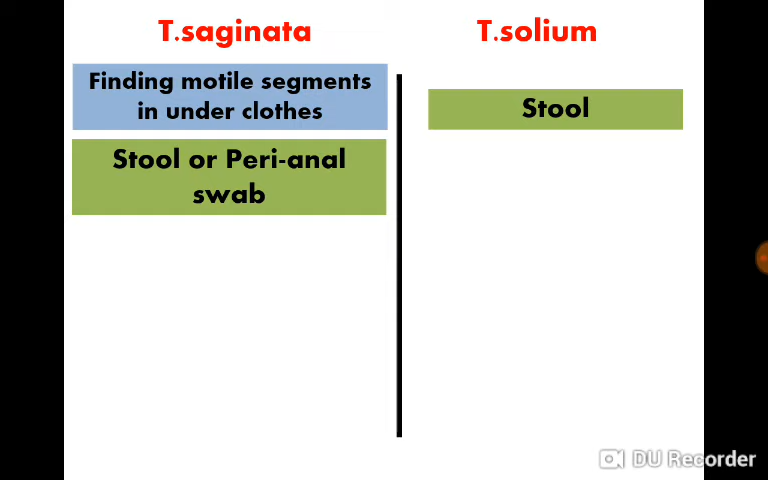 T.saginata
T.solium
Finding motile segments
in under clothes
Stool
Stool or Peri-anal
swab
DU Recorder